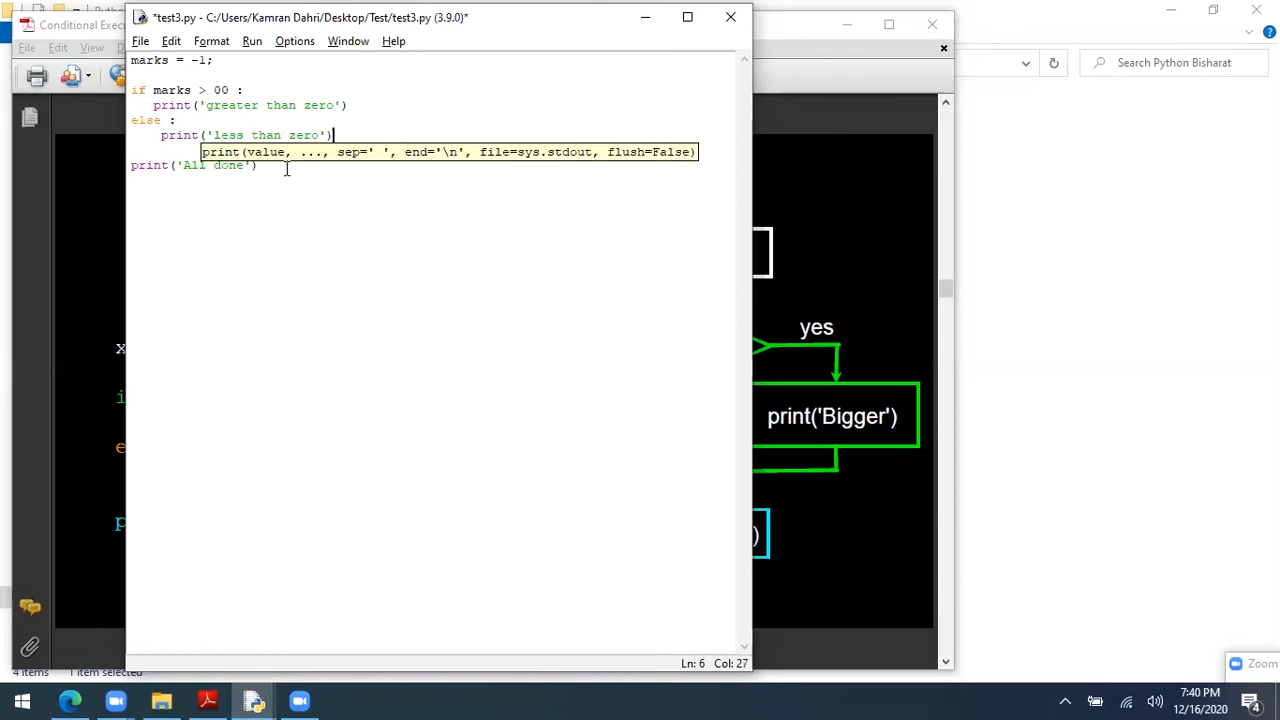 Conditional Exec
*test3.py - C:/Users/Kamran Dahri/Desktop/Test/test3.py (3.9.0)*
File Edit View
File Edit Format Run Options Window Help
Search Python Bisharat
marks = -1;
if marks > 00 :
print('greater than zero')
else :
print('less than zero')
print(value, ..., sep=' ', end='\n', file=sys.stdout, flush=False)
print('All done')
yes
x
i
print('Bigger')
e
p
)
Ln: 6 Col: 27
4 items 1 item selected
Zoom
7:40 PM
12/16/2020
4